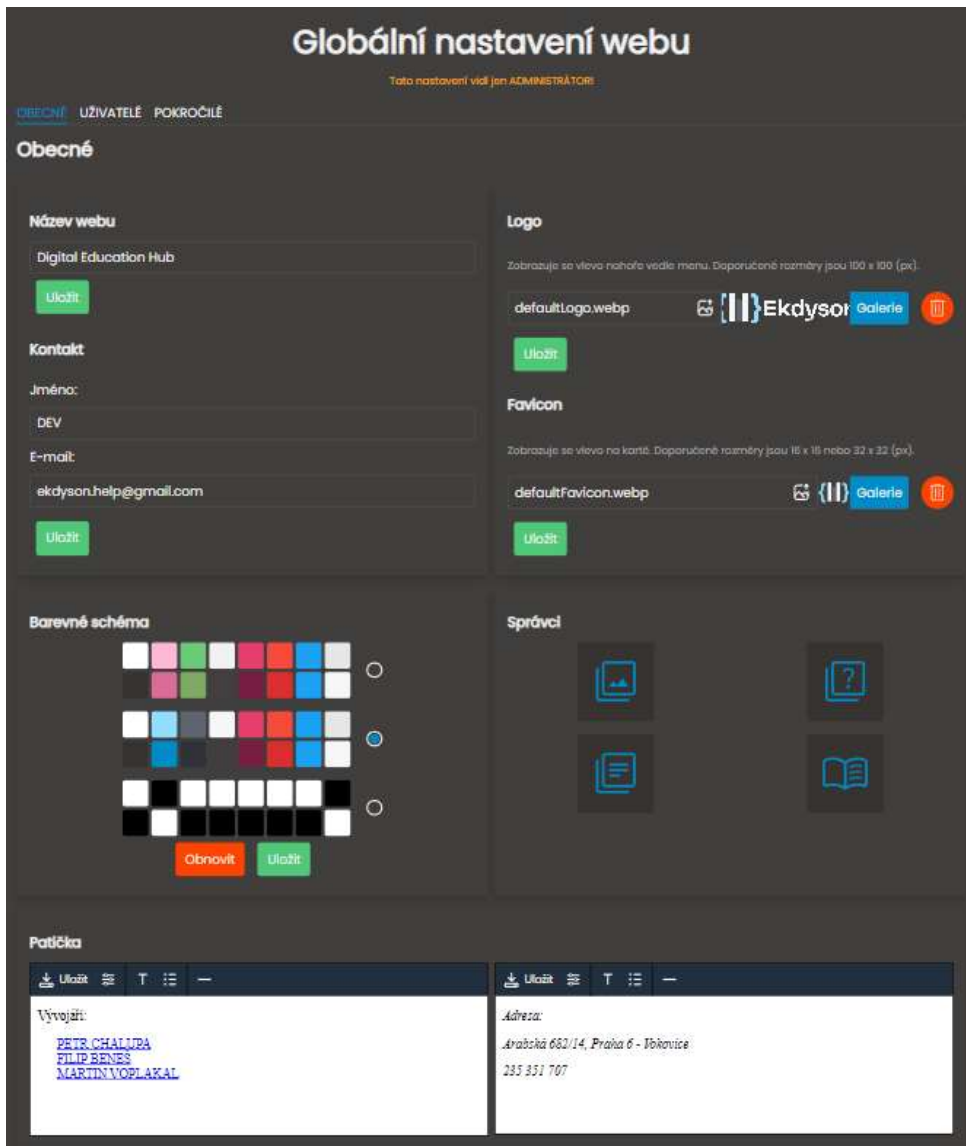 Globální nastavení webu
Tato nastavení vidí jen ADMINISTRÁTOŘI
OBECNÉ UŽIVATELÉ POKROČILÉ
Obecné
Název webu
Digital Education Hub
Uložit
Kontakt
Jméno:
DEV
E-mail:
ekdyson.help@gmail.com
Uložit
Logo
Zobrazuje se vlevo nahoře vedle menu. Doporučené rozměry jsou 100 x 100 (px).
defaultLogo.webp {||}Ekdyson Galerie
Uložit
Favicon
Zobrazuje se vlevo na kartě. Doporučené rozměry jsou 16 x 16 nebo 32 x 32 (px).
defaultFavicon.webp {||} Galerie
Uložit
Barevné schéma
Obnovit Uložit
Správci
?
Patička
Uložit T
Vývojáři:
PETR CHALUPA
FILIP BENEŠ
MARTIN VOPLAKAL
Uložit T
Adresa:
Arabská 682/14, Praha 6 - Vokovice
235 351 707